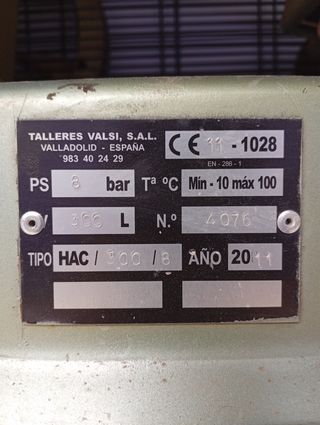 TALLERES VALSI, S.A.L.
VALLADOLID - ESPAÑA
983 40 24 29
CE 11 - 1028
EN - 286 - 1
PS 8 bar Tª ºC Mín - 10 máx 100
V 300 L N.º 4076
TIPO HAC / 300 / 8 AÑO 2011